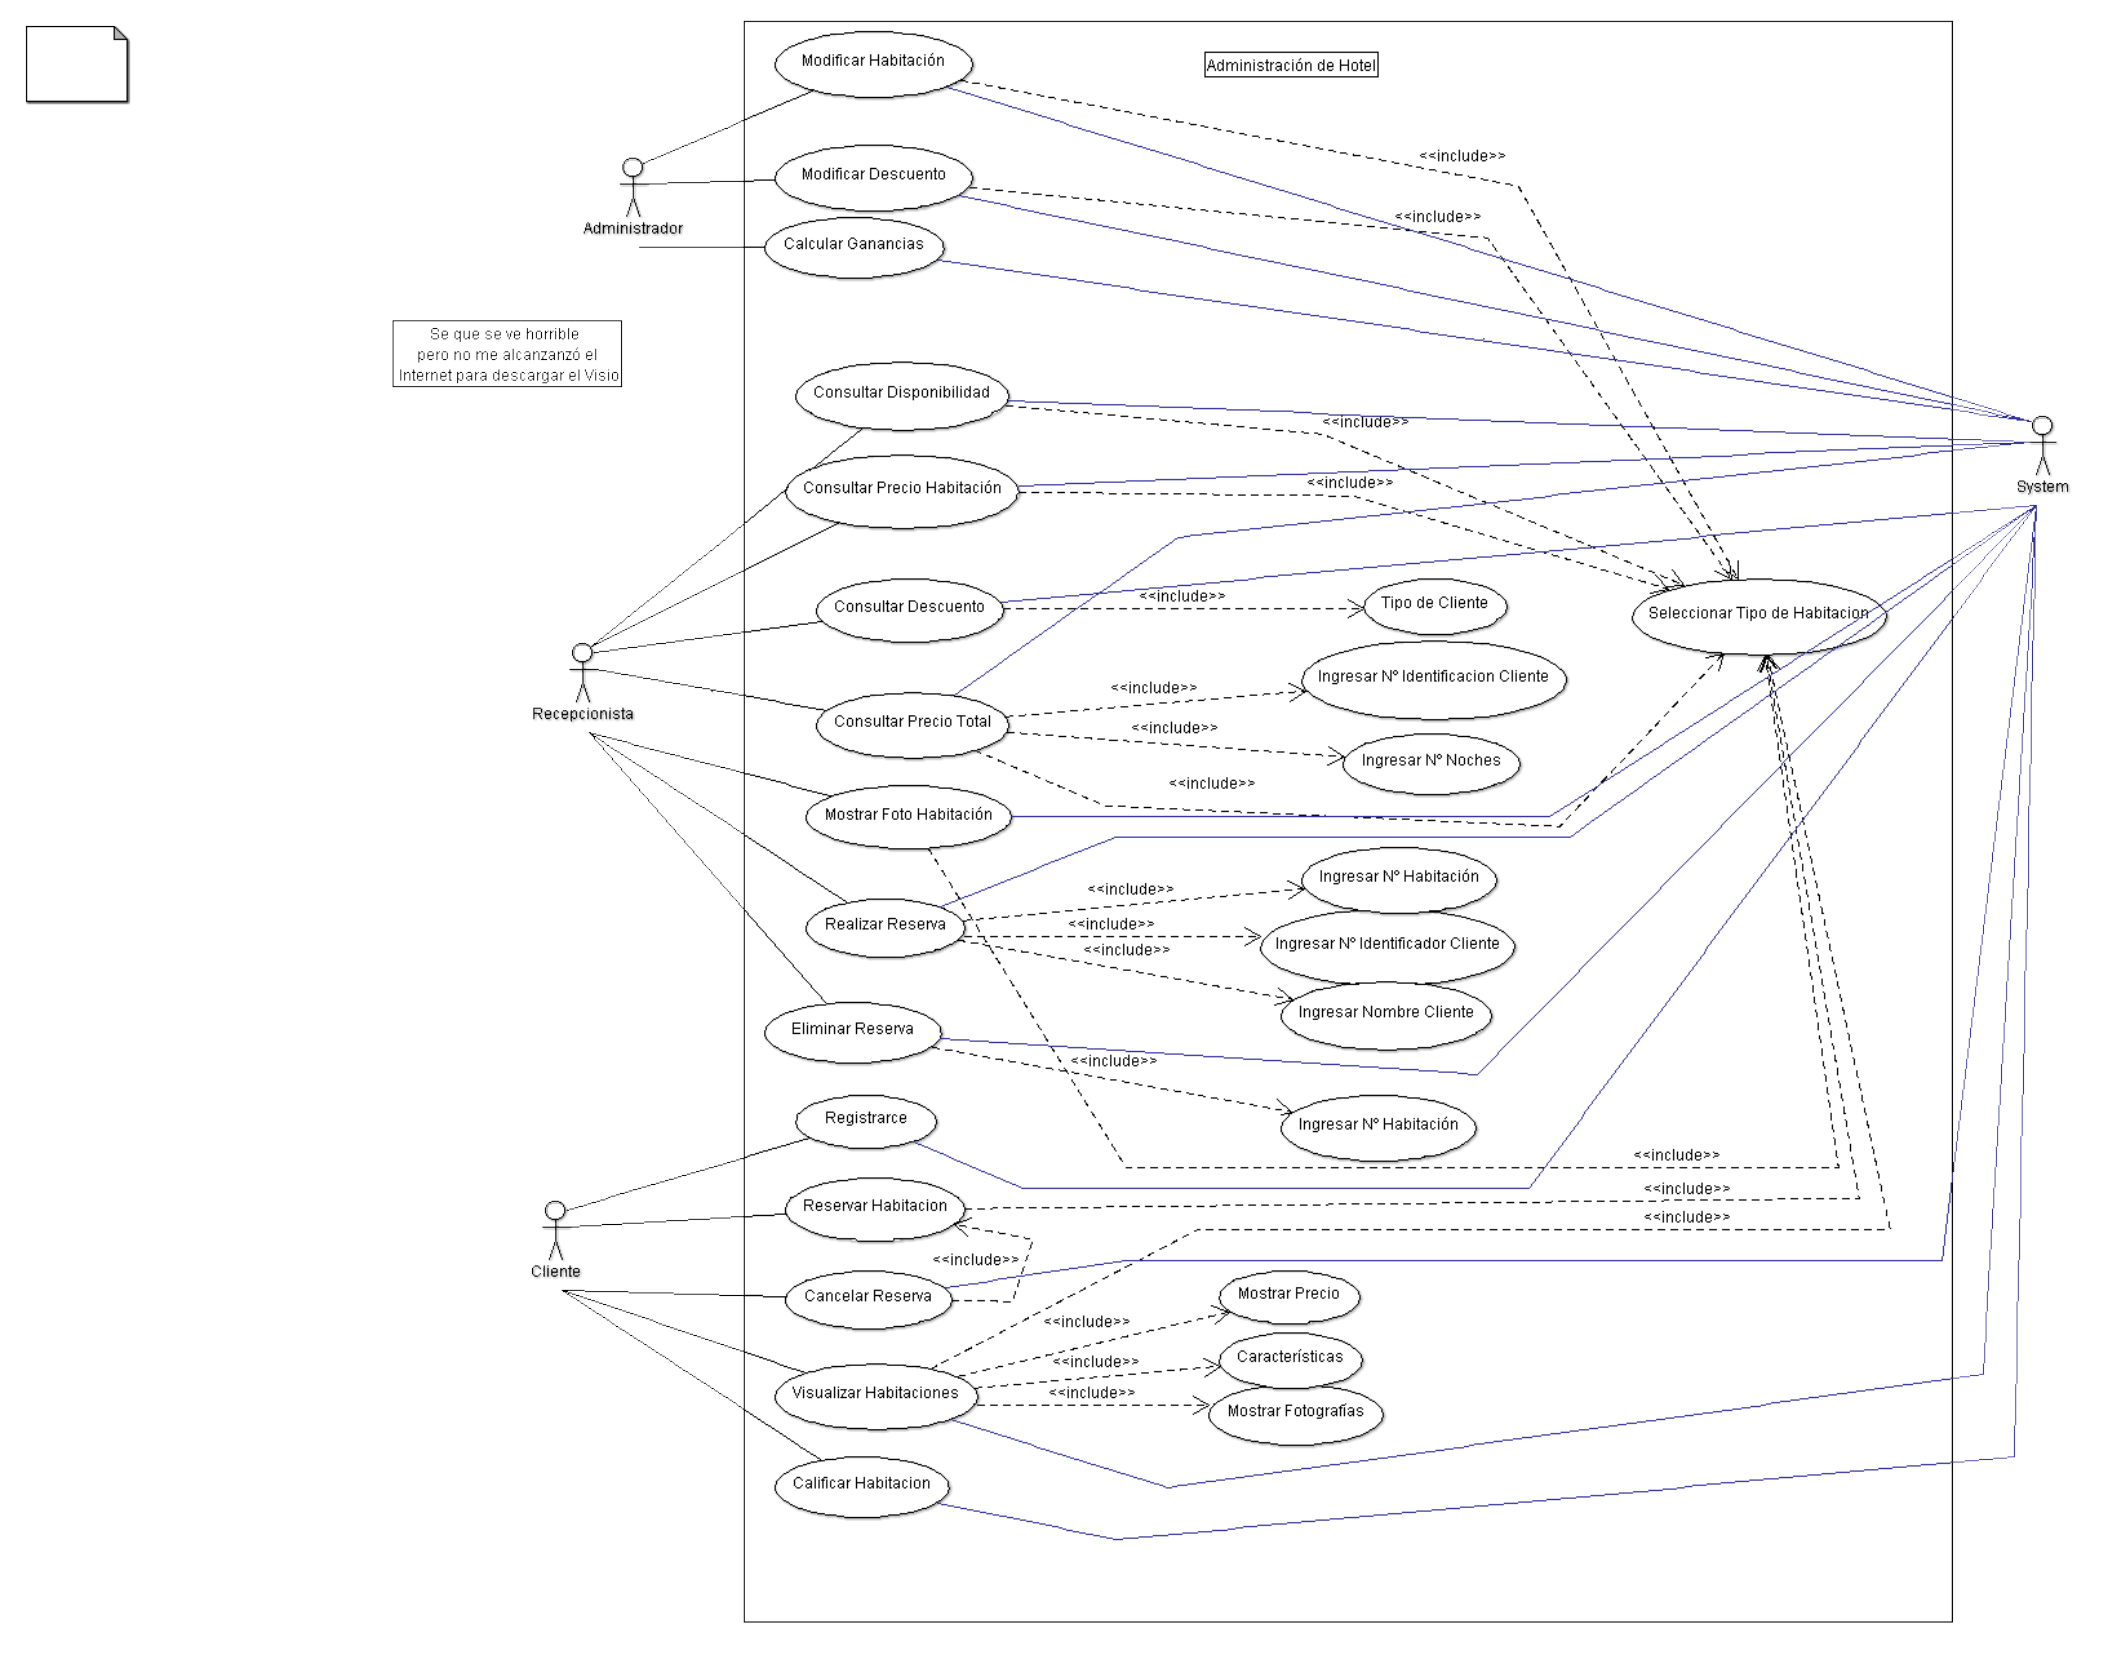 Modificar Habitación
Administración de Hotel
<<include>>
Modificar Descuento
<<include>>
Administrador
Calcular Ganancias
Se que se ve horrible
pero no me alcanzanzó el
Internet para descargar el Visio
Consultar Disponibilidad
<<include>>
Consultar Precio Habitación
<<include>>
System
Consultar Descuento
<<include>>
Tipo de Cliente
Seleccionar Tipo de Habitacion
Ingresar Nº Identificacion Cliente
<<include>>
Recepcionista
Consultar Precio Total
<<include>>
Ingresar Nº Noches
<<include>>
Mostrar Foto Habitación
Ingresar Nº Habitación
<<include>>
Realizar Reserva
<<include>>
Ingresar Nº Identificador Cliente
<<include>>
Ingresar Nombre Cliente
Eliminar Reserva
<<include>>
Registrarce
Ingresar Nº Habitación
<<include>>
Reservar Habitacion
<<include>>
<<include>>
<<include>>
Cliente
Cancelar Reserva
Mostrar Precio
<<include>>
Características
<<include>>
Visualizar Habitaciones
<<include>>
Mostrar Fotografías
Calificar Habitacion